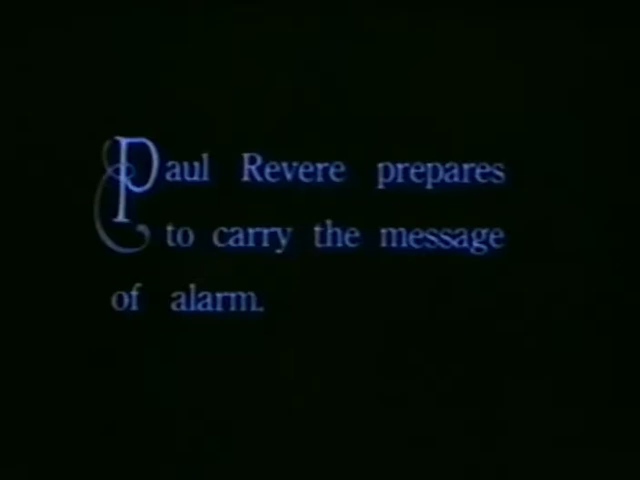 Paul Revere prepares
to carry the message
of alarm.